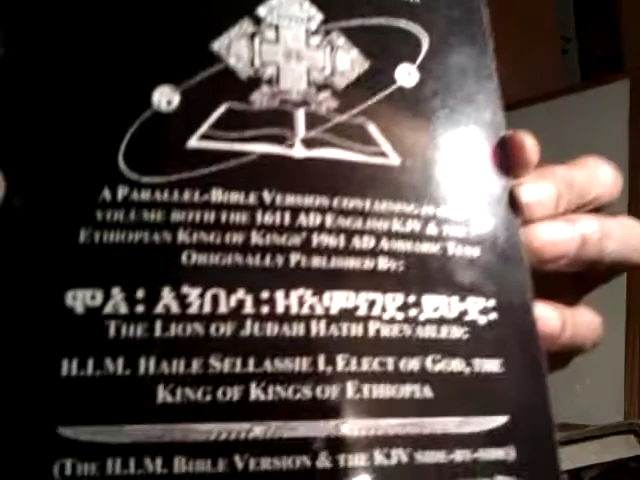 A PARALLEL-BIBLE VERSION CONTAINING IN
VOLUME BOTH THE 1611 AD ENGLISH KJV & THE
ETHIOPIAN KING OF KINGS' 1961 AD AMHARIC TEXT
ORIGINALLY PUBLISHED BY:
ሞአ፡ አንበሳ፡ ዘእምነገደ፡ ይሁዳ፡
THE LION OF JUDAH HATH PREVAILED:
H.I.M. HAILE SELLASSIE I, ELECT OF GOD, THE
KING OF KINGS OF ETHIOPIA
(THE H.I.M. BIBLE VERSION & THE KJV SIDE-BY-SIDE)